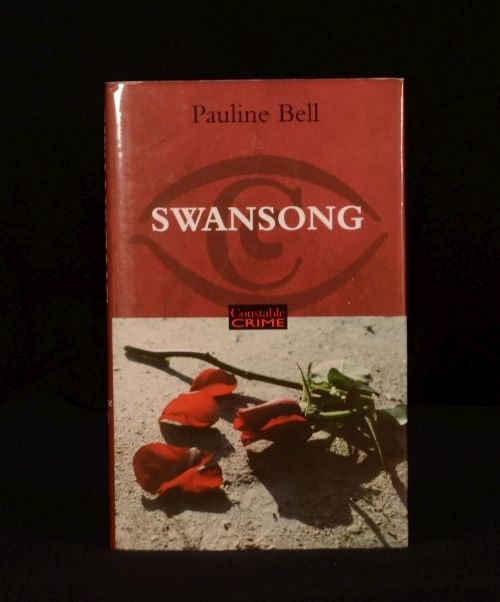 Pauline Bell
SWANSONG
Constable
CRIME